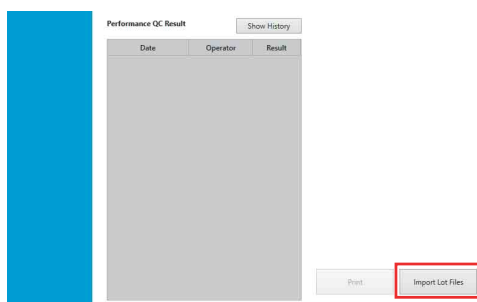 Performance QC Result
Show History
Date Operator Result
Print
Import Lot Files